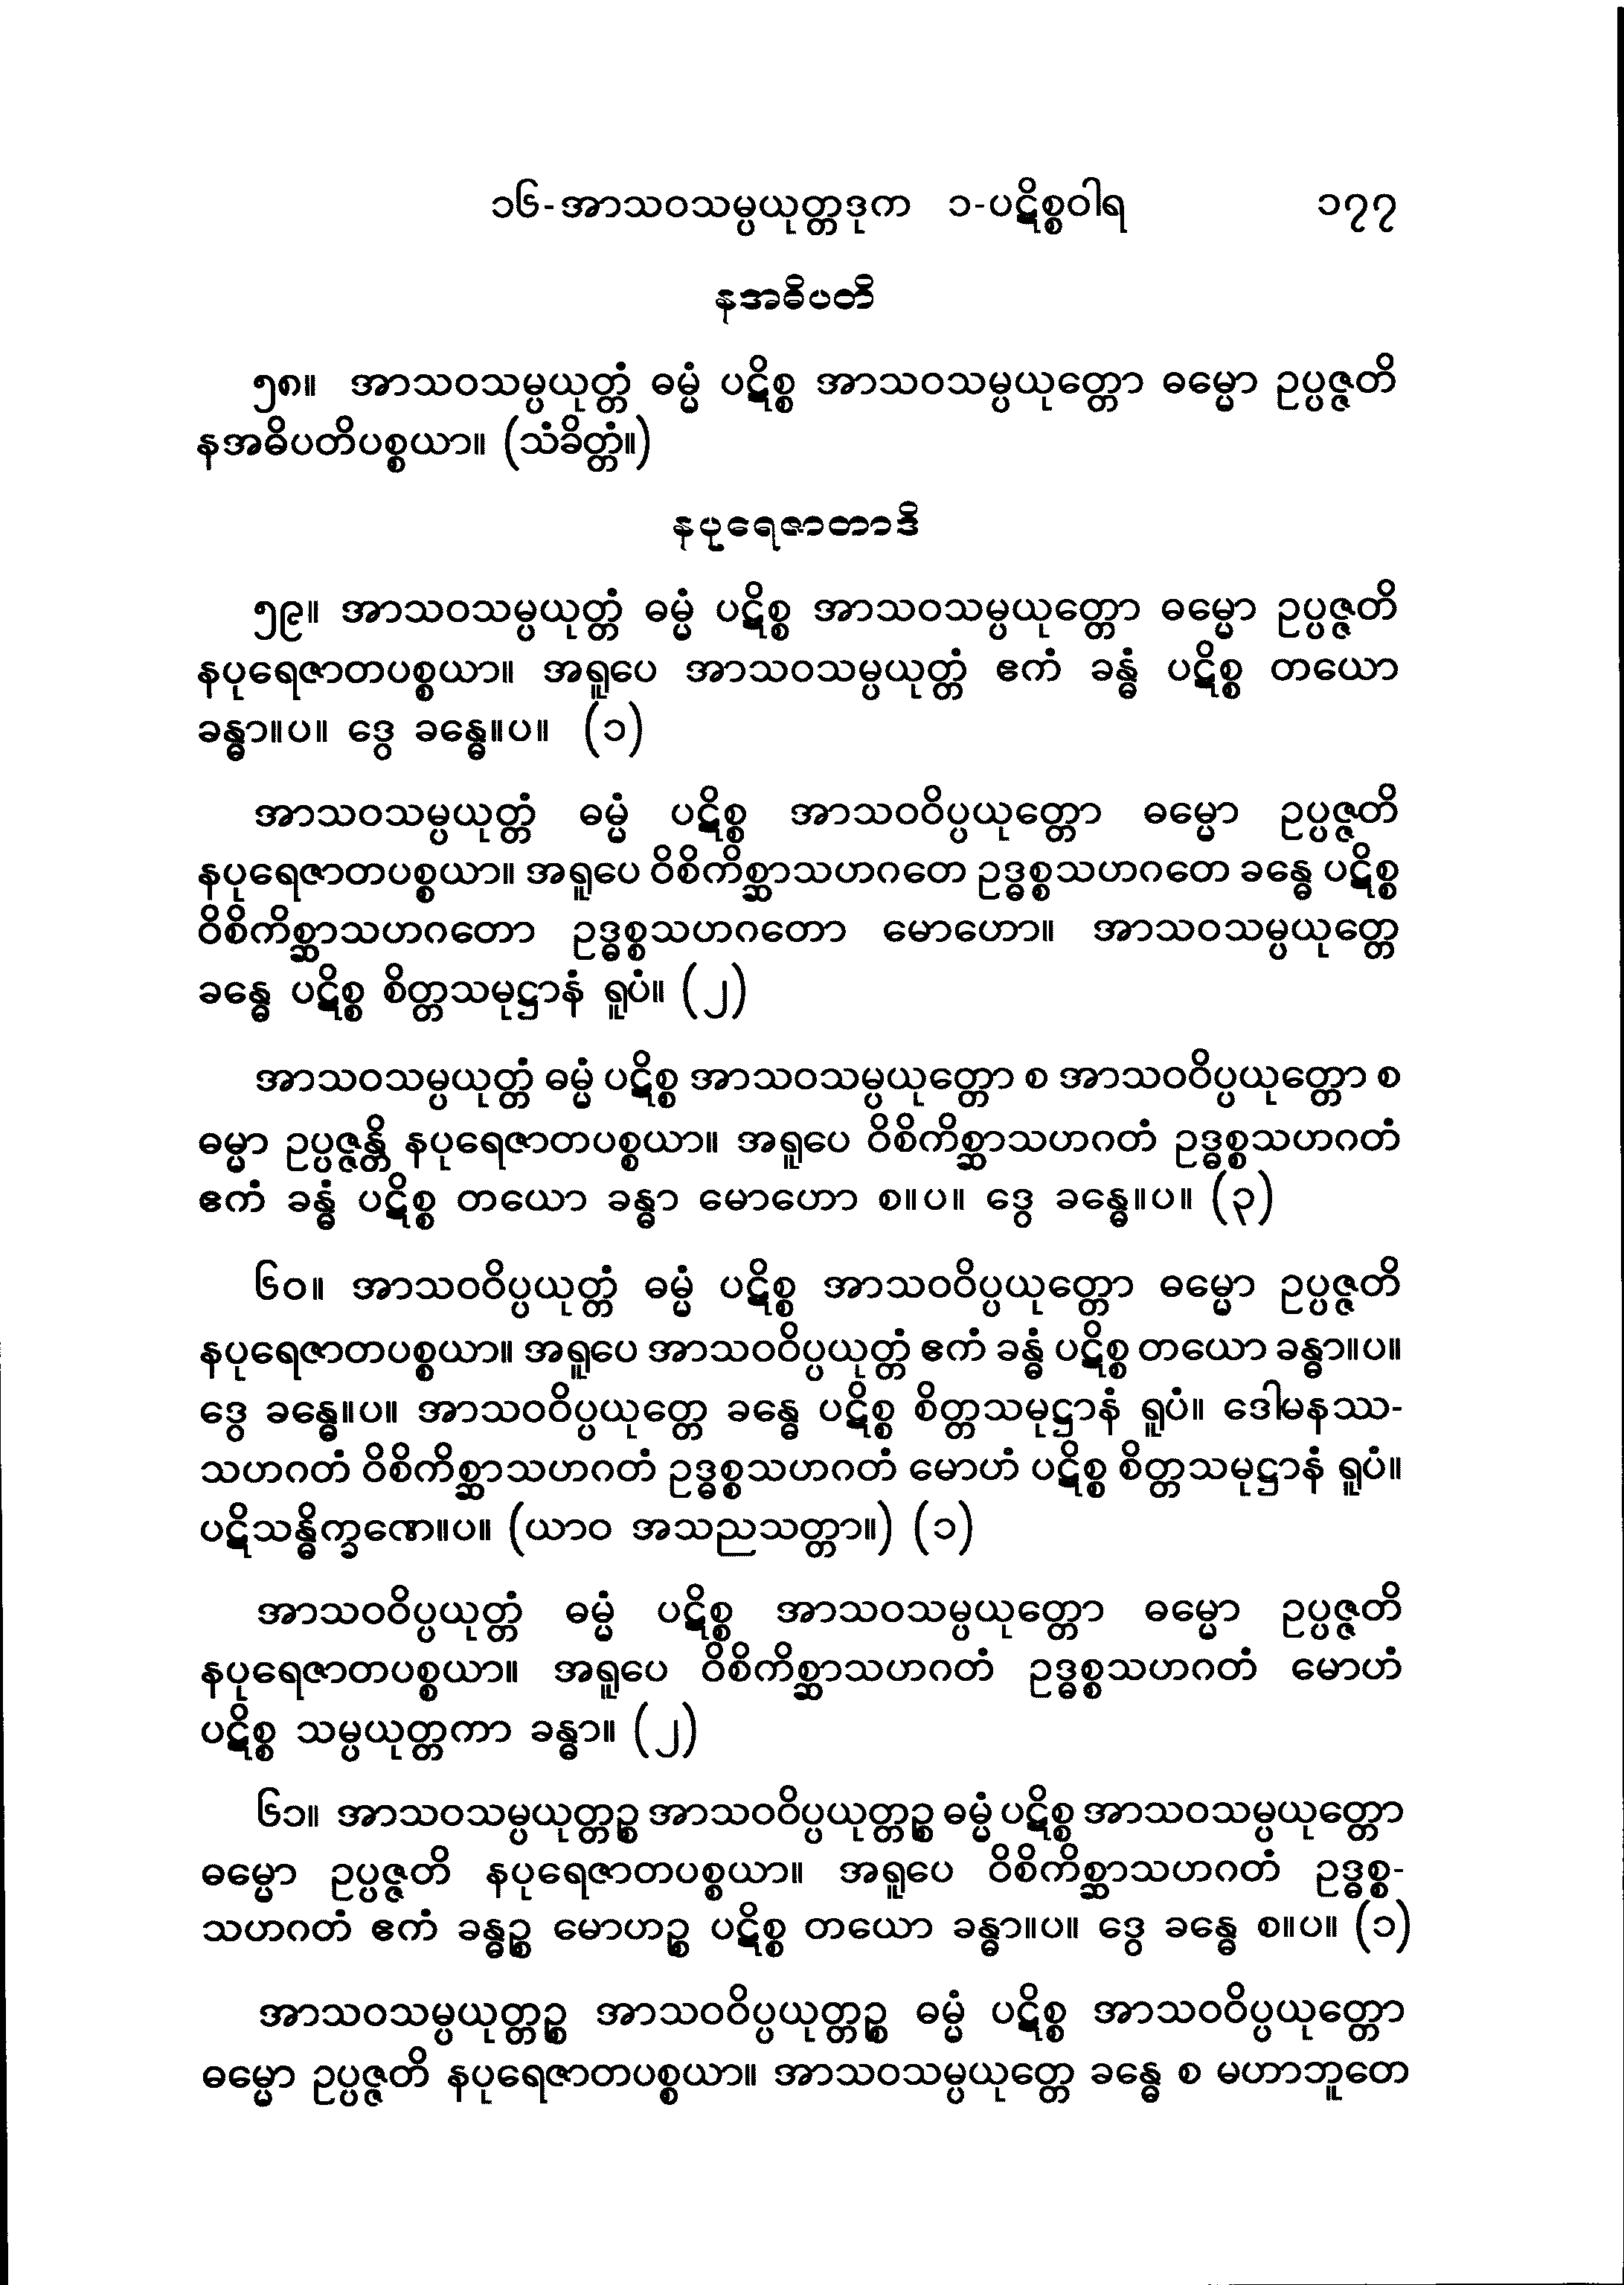 ၁၆-အာသဝသမ္ပယုတ္တဒုက ၁-ပဋိစ္စဝါရ ၁၇၇
နအဓိပတိ
၅၈။ အာသဝသမ္ပယုတ္တံ ဓမ္မံ ပဋိစ္စ အာသဝသမ္ပယုတ္တော ဓမ္မော ဥပ္ပဇ္ဇတိ
နအဓိပတိပစ္စယာ။ (သံခိတ္တံ။)
နပုရေဇာတာဒိ
၅၉။ အာသဝသမ္ပယုတ္တံ ဓမ္မံ ပဋိစ္စ အာသဝသမ္ပယုတ္တော ဓမ္မော ဥပ္ပဇ္ဇတိ
နပုရေဇာတပစ္စယာ။ အရူပေ အာသဝသမ္ပယုတ္တံ ဧကံ ခန္ဓံ ပဋိစ္စ တယော
ခန္ဓာ။ပ။ ဒွေ ခန္ဓေ။ပ။ (၁)
အာသဝသမ္ပယုတ္တံ ဓမ္မံ ပဋိစ္စ အာသဝဝိပ္ပယုတ္တော ဓမ္မော ဥပ္ပဇ္ဇတိ
နပုရေဇာတပစ္စယာ။ အရူပေ ဝိစိကိစ္ဆာသဟဂတေ ဥဒ္ဓစ္စသဟဂတေ ခန္ဓေ ပဋိစ္စ
ဝိစိကိစ္ဆာသဟဂတော ဥဒ္ဓစ္စသဟဂတော မောဟော။ အာသဝသမ္ပယုတ္တေ
ခန္ဓေ ပဋိစ္စ စိတ္တသမုဋ္ဌာနံ ရူပံ။ (၂)
အာသဝသမ္ပယုတ္တံ ဓမ္မံ ပဋိစ္စ အာသဝသမ္ပယုတ္တော စ အာသဝဝိပ္ပယုတ္တော စ
ဓမ္မာ ဥပ္ပဇ္ဇန္တိ နပုရေဇာတပစ္စယာ။ အရူပေ ဝိစိကိစ္ဆာသဟဂတံ ဥဒ္ဓစ္စသဟဂတံ
ဧကံ ခန္ဓံ ပဋိစ္စ တယော ခန္ဓာ မောဟော စ။ပ။ ဒွေ ခန္ဓေ။ပ။ (၃)
၆၀။ အာသဝဝိပ္ပယုတ္တံ ဓမ္မံ ပဋိစ္စ အာသဝဝိပ္ပယုတ္တော ဓမ္မော ဥပ္ပဇ္ဇတိ
နပုရေဇာတပစ္စယာ။ အရူပေ အာသဝဝိပ္ပယုတ္တံ ဧကံ ခန္ဓံ ပဋိစ္စ တယော ခန္ဓာ။ပ။
ဒွေ ခန္ဓေ။ပ။ အာသဝဝိပ္ပယုတ္တေ ခန္ဓေ ပဋိစ္စ စိတ္တသမုဋ္ဌာနံ ရူပံ။ ဒေါမနဿ-
သဟဂတံ ဝိစိကိစ္ဆာသဟဂတံ ဥဒ္ဓစ္စသဟဂတံ မောဟံ ပဋိစ္စ စိတ္တသမုဋ္ဌာနံ ရူပံ။
ပဋိသန္ဓိက္ခဏေ။ပ။ (ယာဝ အသညသတ္တာ။) (၁)
အာသဝဝိပ္ပယုတ္တံ ဓမ္မံ ပဋိစ္စ အာသဝသမ္ပယုတ္တော ဓမ္မော ဥပ္ပဇ္ဇတိ
နပုရေဇာတပစ္စယာ။ အရူပေ ဝိစိကိစ္ဆာသဟဂတံ ဥဒ္ဓစ္စသဟဂတံ မောဟံ
ပဋိစ္စ သမ္ပယုတ္တကာ ခန္ဓာ။ (၂)
၆၁။ အာသဝသမ္ပယုတ္တဉ္စ အာသဝဝိပ္ပယုတ္တဉ္စ ဓမ္မံ ပဋိစ္စ အာသဝသမ္ပယုတ္တော
ဓမ္မော ဥပ္ပဇ္ဇတိ နပုရေဇာတပစ္စယာ။ အရူပေ ဝိစိကိစ္ဆာသဟဂတံ ဥဒ္ဓစ္စ-
သဟဂတံ ဧကံ ခန္ဓဉ္စ မောဟဉ္စ ပဋိစ္စ တယော ခန္ဓာ။ပ။ ဒွေ ခန္ဓေ စ။ပ။ (၁)
အာသဝသမ္ပယုတ္တဉ္စ အာသဝဝိပ္ပယုတ္တဉ္စ ဓမ္မံ ပဋိစ္စ အာသဝဝိပ္ပယုတ္တော
ဓမ္မော ဥပ္ပဇ္ဇတိ နပုရေဇာတပစ္စယာ။ အာသဝသမ္ပယုတ္တေ ခန္ဓေ စ မဟာဘူတေ